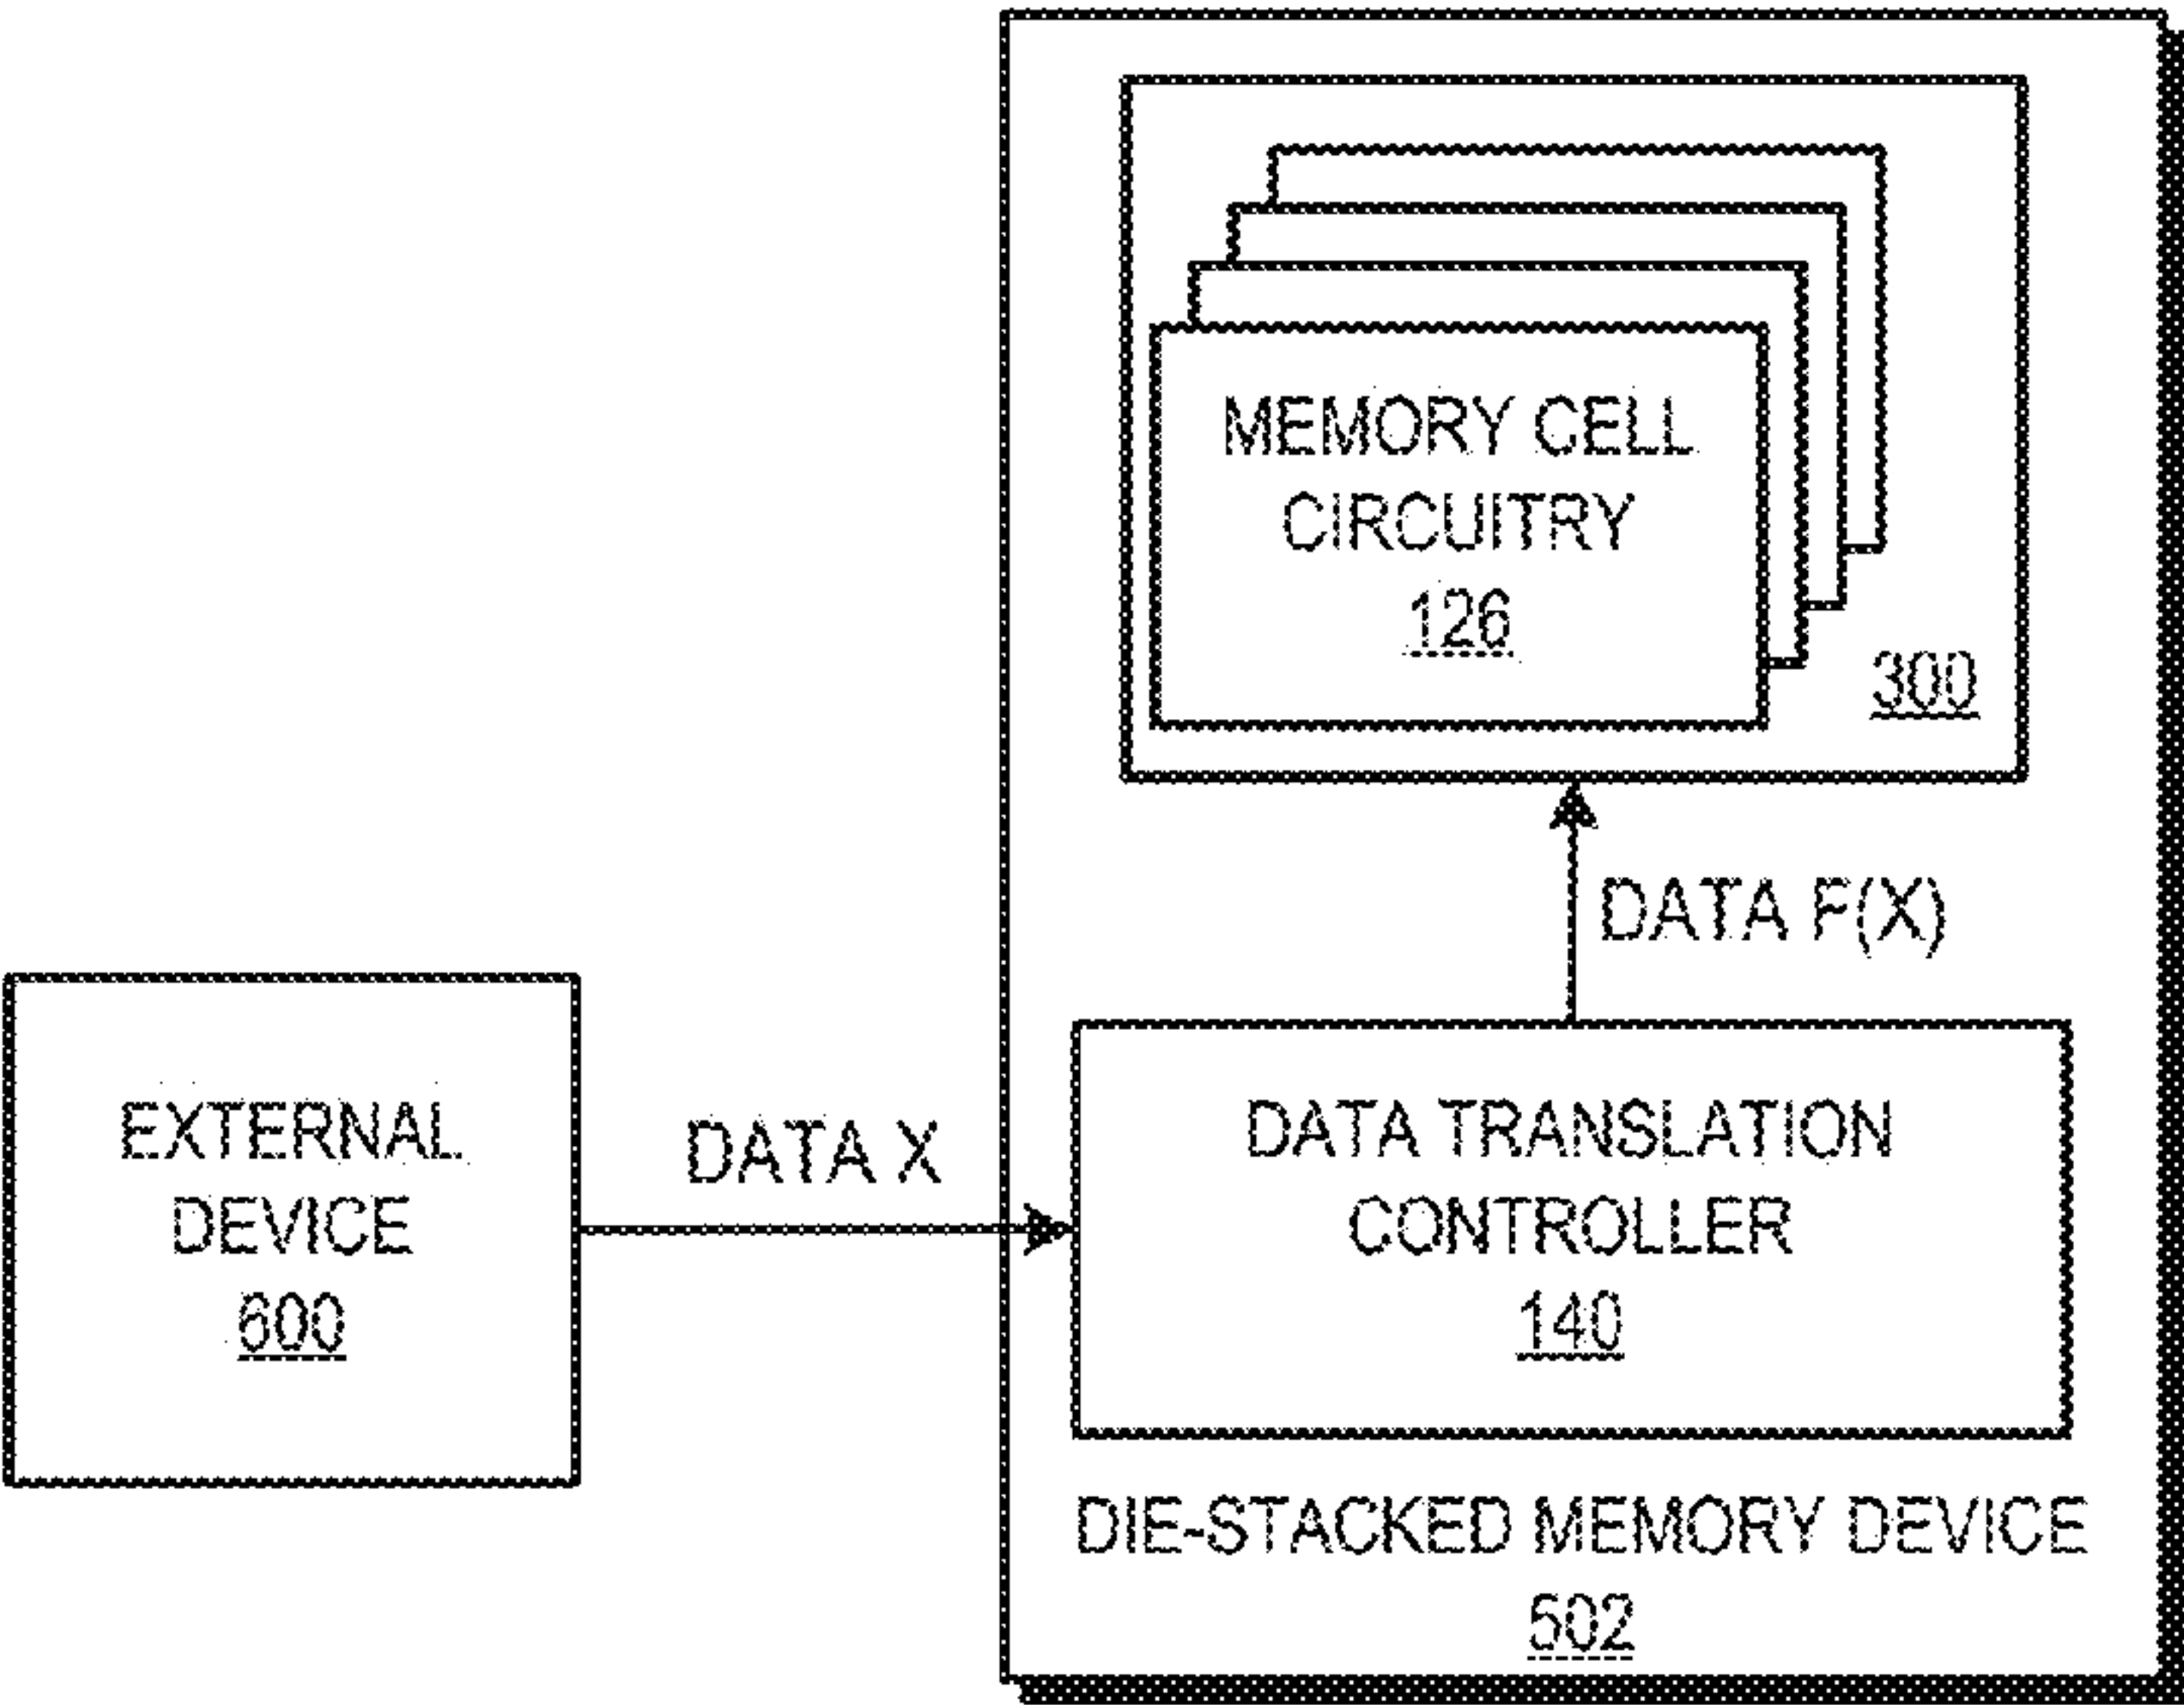 MEMORY CELL
CIRCUITRY
126
300
DATA F(X)
EXTERNAL
DEVICE
600
DATA X
DATA TRANSLATION
CONTROLLER
140
DIE-STACKED MEMORY DEVICE
502